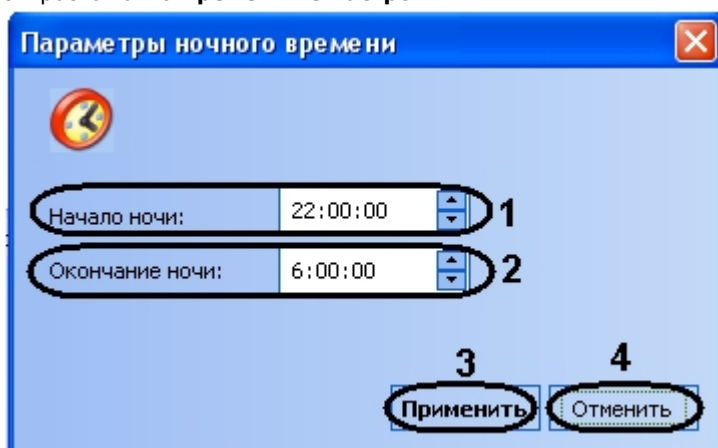 Параметры ночного времени
Начало ночи: 22:00:00 1
Окончание ночи: 6:00:00 2
3 4
Применить Отменить